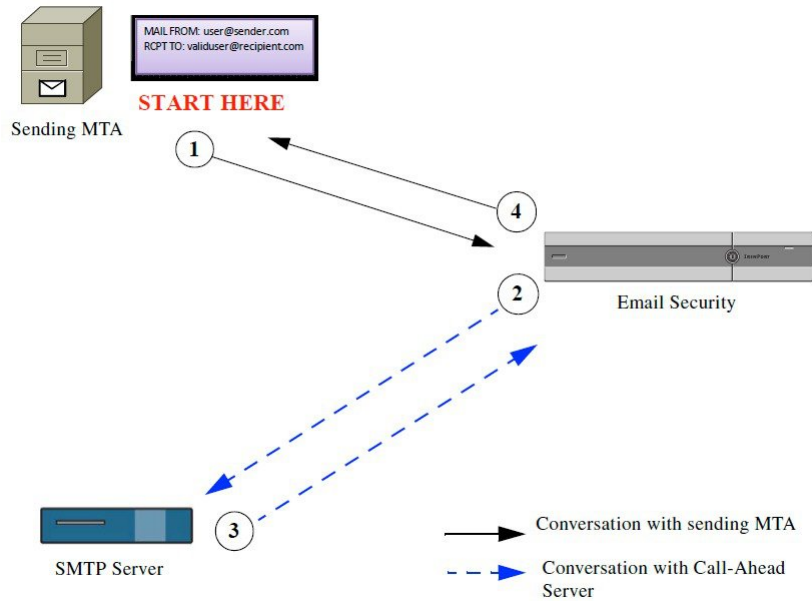 MAIL FROM: user@sender.com
RCPT TO: validuser@recipient.com
START HERE
Sending MTA
1
4
2
Email Security
3
SMTP Server
Conversation with sending MTA
Conversation with Call-Ahead
Server